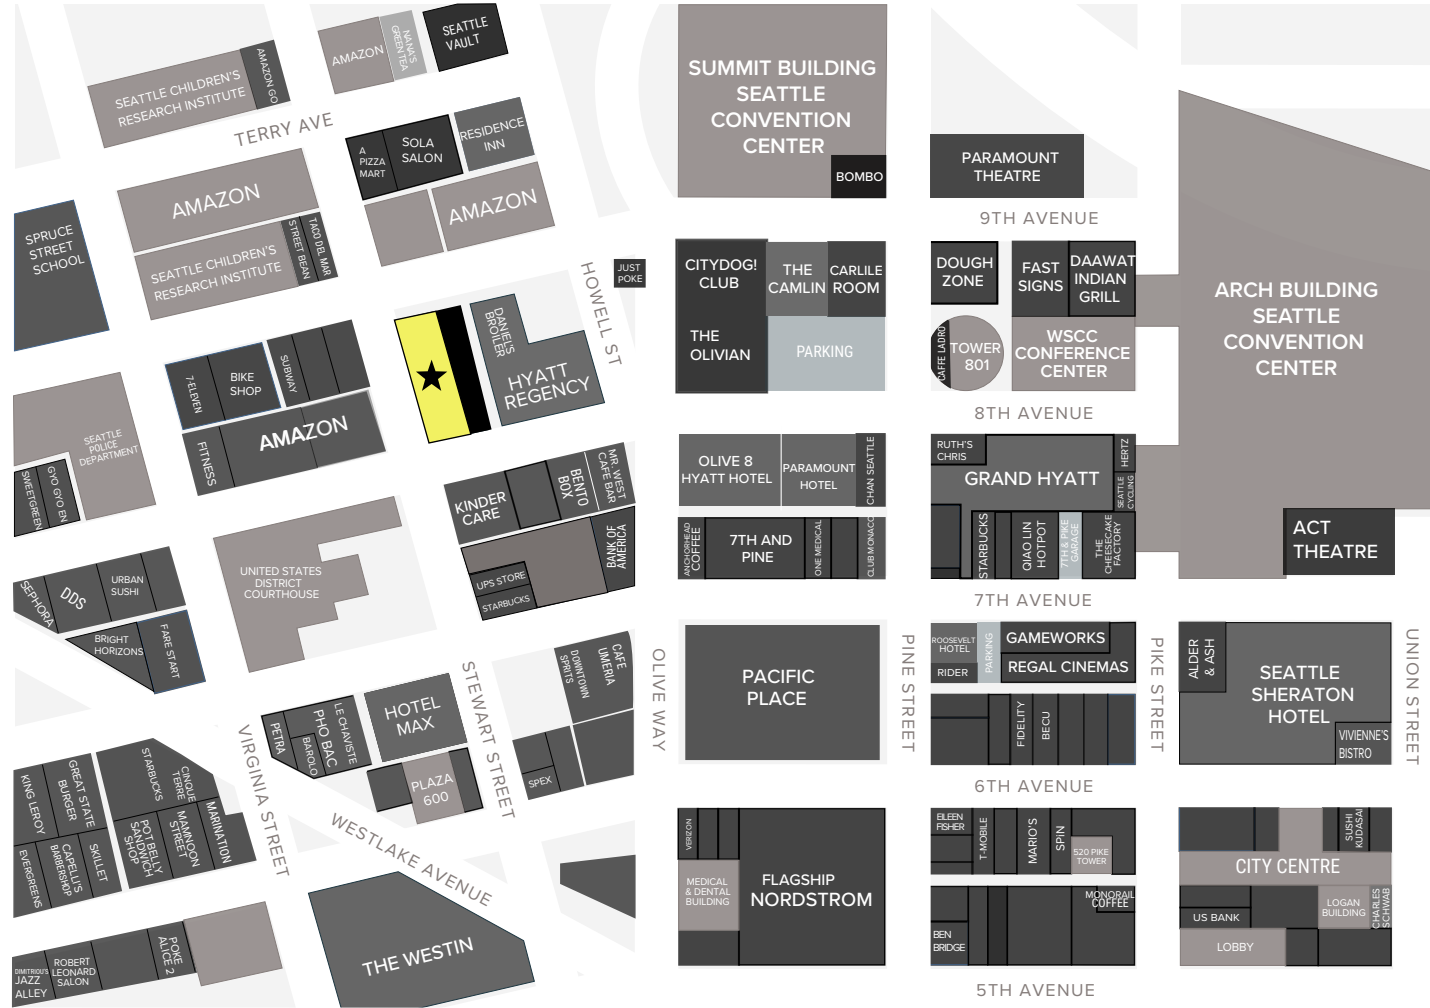 SEATTLE
VAULT
NANA'S
GREEN TEA
AMAZON
AMAZON GO
SEATTLE CHILDREN'S
RESEARCH INSTITUTE
TERRY AVE
A
PIZZA
MART
SOLA
SALON
RESIDENCE
INN
AMAZON
AMAZON
SPRUCE
STREET
SCHOOL
SEATTLE CHILDREN'S
RESEARCH INSTITUTE
STREET BEAN
TACO DEL MAR
HOWELL ST
JUST
POKE
DANIEL'S
BROILER
HYATT
REGENCY
7-ELEVEN
BIKE
SHOP
SUBWAY
AMAZON
FITNESS
SEATTLE
POLICE
DEPARTMENT
SWEETGREEN
GYO GYO EN
KINDER
CARE
BENTO
BOX
MR. WEST
CAFE BAR
BANK OF
AMERICA
UPS STORE
STARBUCKS
UNITED STATES
DISTRICT
COURTHOUSE
SEPHORA
DDS
URBAN
SUSHI
BRIGHT
HORIZONS
FARE START
PETRA
BAROLO
PHO BAC
LE CHAVISTE
HOTEL
MAX
PLAZA
600
STEWART STREET
DOWNTOWN
SPRITS
CAFE
UMERIA
SPEX
OLIVE WAY
VIRGINIA STREET
WESTLAKE AVENUE
KING LEROY
GREAT STATE
BURGER
STARBUCKS
CINQUE
TERRE
EVERGREENS
CAPELLI'S
BARBERSHOP
SKILLET
POT BELLY
SANDWICH
SHOP
MAMNOON
STREET
MARINATION
DIMITRIOU'S
JAZZ
ALLEY
ROBERT
LEONARD
SALON
POKE
ALICE 2
THE WESTIN
SUMMIT BUILDING
SEATTLE
CONVENTION
CENTER
BOMBO
PARAMOUNT
THEATRE
9TH AVENUE
CITYDOG!
CLUB
THE
OLIVIAN
THE
CAMLIN
CARLILE
ROOM
PARKING
DOUGH
ZONE
FAST
SIGNS
DAAWAT
INDIAN
GRILL
CAFFE LADRO
TOWER
801
WSCC
CONFERENCE
CENTER
ARCH BUILDING
SEATTLE
CONVENTION
CENTER
8TH AVENUE
OLIVE 8
HYATT HOTEL
PARAMOUNT
HOTEL
CHAN SEATTLE
RUTH'S
CHRIS
GRAND HYATT
HERTZ
SEATTLE
CYCLING
ANCHORHEAD
COFFEE
7TH AND
PINE
ONE MEDICAL
CLUB MONACO
STARBUCKS
QIAO LIN
HOTPOT
7TH & PIKE
GARAGE
THE
CHEESECAKE
FACTORY
ACT
THEATRE
7TH AVENUE
PACIFIC
PLACE
PINE STREET
ROOSEVELT
HOTEL
RIDER
PARKING
GAMEWORKS
REGAL CINEMAS
PIKE STREET
ALDER
& ASH
SEATTLE
SHERATON
HOTEL
VIVIENNE'S
BISTRO
UNION STREET
FIDELITY
BECU
6TH AVENUE
VERIZON
MEDICAL
& DENTAL
BUILDING
FLAGSHIP
NORDSTROM
EILEEN
FISHER
T-MOBILE
MARIO'S
SPiN
520 PIKE
TOWER
MONORAIL
COFFEE
BEN
BRIDGE
SUSHI
KUDASAI
CITY CENTRE
US BANK
LOGAN
BUILDING
CHARLES
SCHWAB
LOBBY
5TH AVENUE